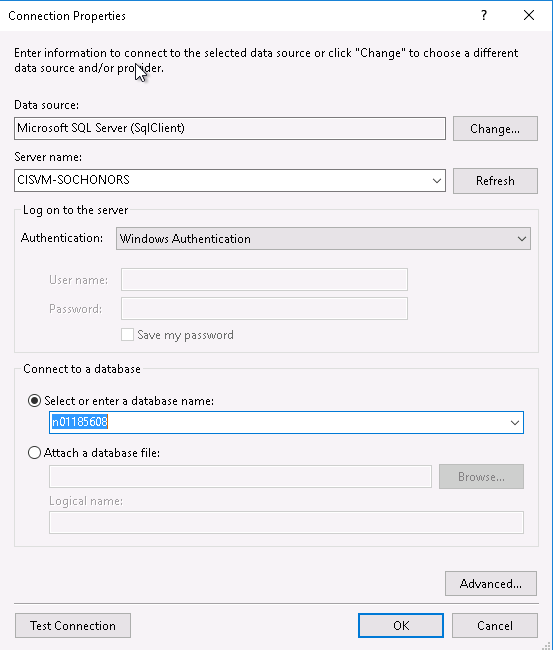 Connection Properties
?
Enter information to connect to the selected data source or click "Change" to choose a different
data source and/or provider.
Data source:
Microsoft SQL Server (SqlClient)
Change...
Server name:
CISVM-SOCHONORS
Refresh
Log on to the server
Authentication:
Windows Authentication
User name:
Password:
Save my password
Connect to a database
Select or enter a database name:
n01185608
Attach a database file:
Browse...
Logical name:
Advanced...
Test Connection
OK
Cancel